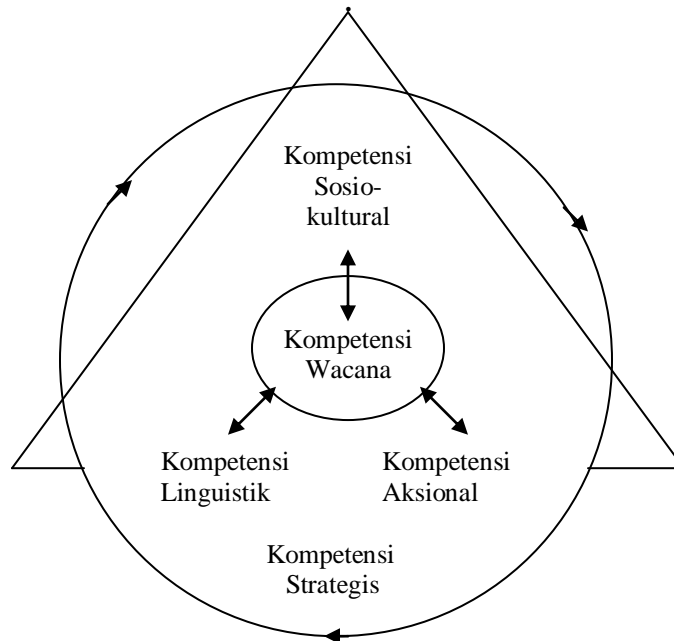 Kompetensi
Sosio-
kultural
Kompetensi
Wacana
Kompetensi
Linguistik
Kompetensi
Aksional
Kompetensi
Strategis